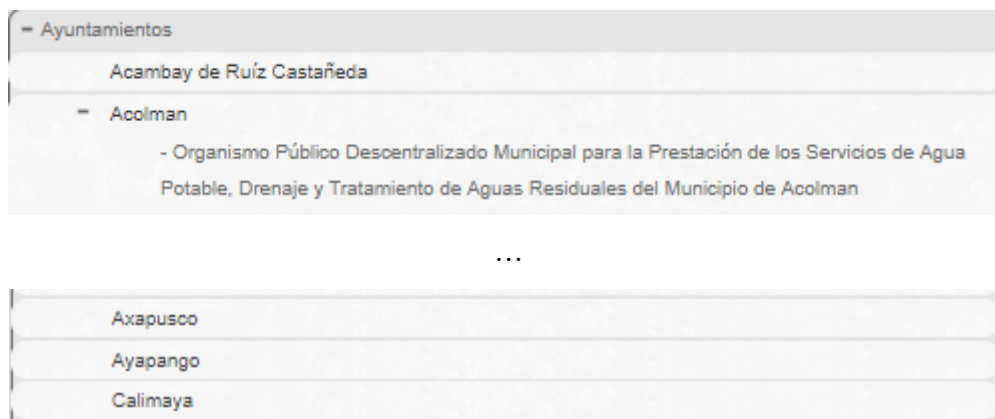 - Ayuntamientos
Acambay de Ruíz Castañeda
- Acolman
- Organismo Público Descentralizado Municipal para la Prestación de los Servicios de Agua
Potable, Drenaje y Tratamiento de Aguas Residuales del Municipio de Acolman
...
Axapusco
Ayapango
Calimaya